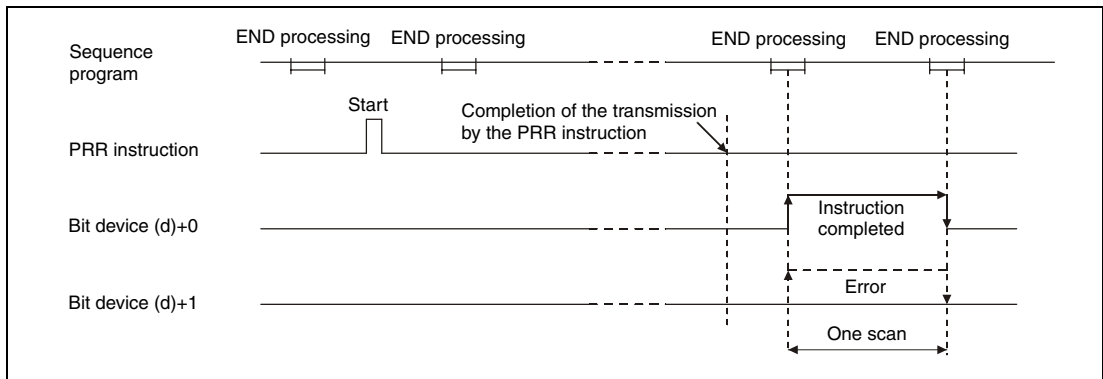 END processing END processing END processing END processing
Sequence
program
Start
Completion of the transmission
by the PRR instruction
PRR instruction
Bit device (d)+0
Instruction
completed
Error
Bit device (d)+1
One scan